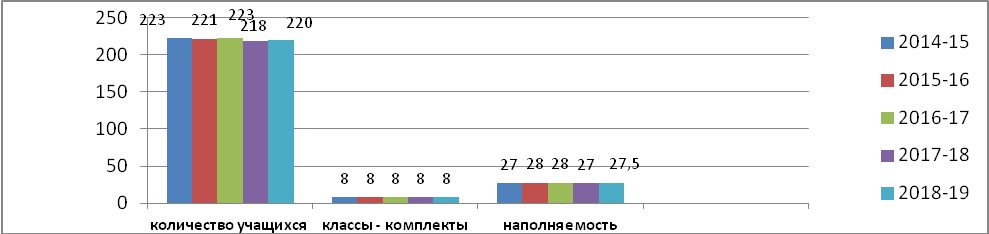 250
200
150
100
50
0
223 221 223 218 220
8 8 8 8 8
27 28 28 27 27,5
количество учащихся классы - комплекты наполняемость
2014-15
2015-16
2016-17
2017-18
2018-19